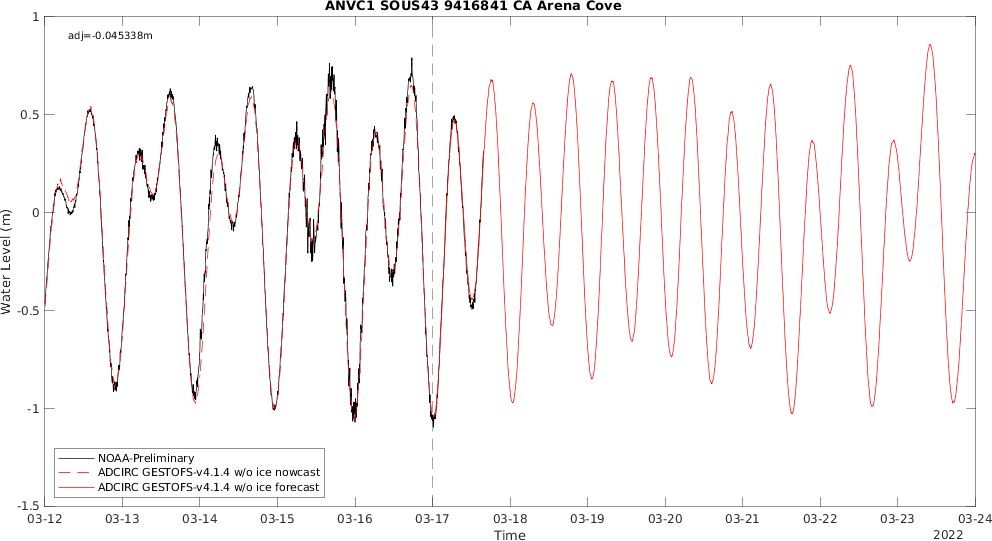 ANVC1 SOUS43 9416841 CA Arena Cove
adj=-0.045338m
1
0.5
0
-0.5
-1
-1.5
Water Level (m)
NOAA-Preliminary
ADCIRC GESTOFS-v4.1.4 w/o ice nowcast
ADCIRC GESTOFS-v4.1.4 w/o ice forecast
03-12 03-13 03-14 03-15 03-16 03-17 03-18 03-19 03-20 03-21 03-22 03-23 03-24
Time
2022